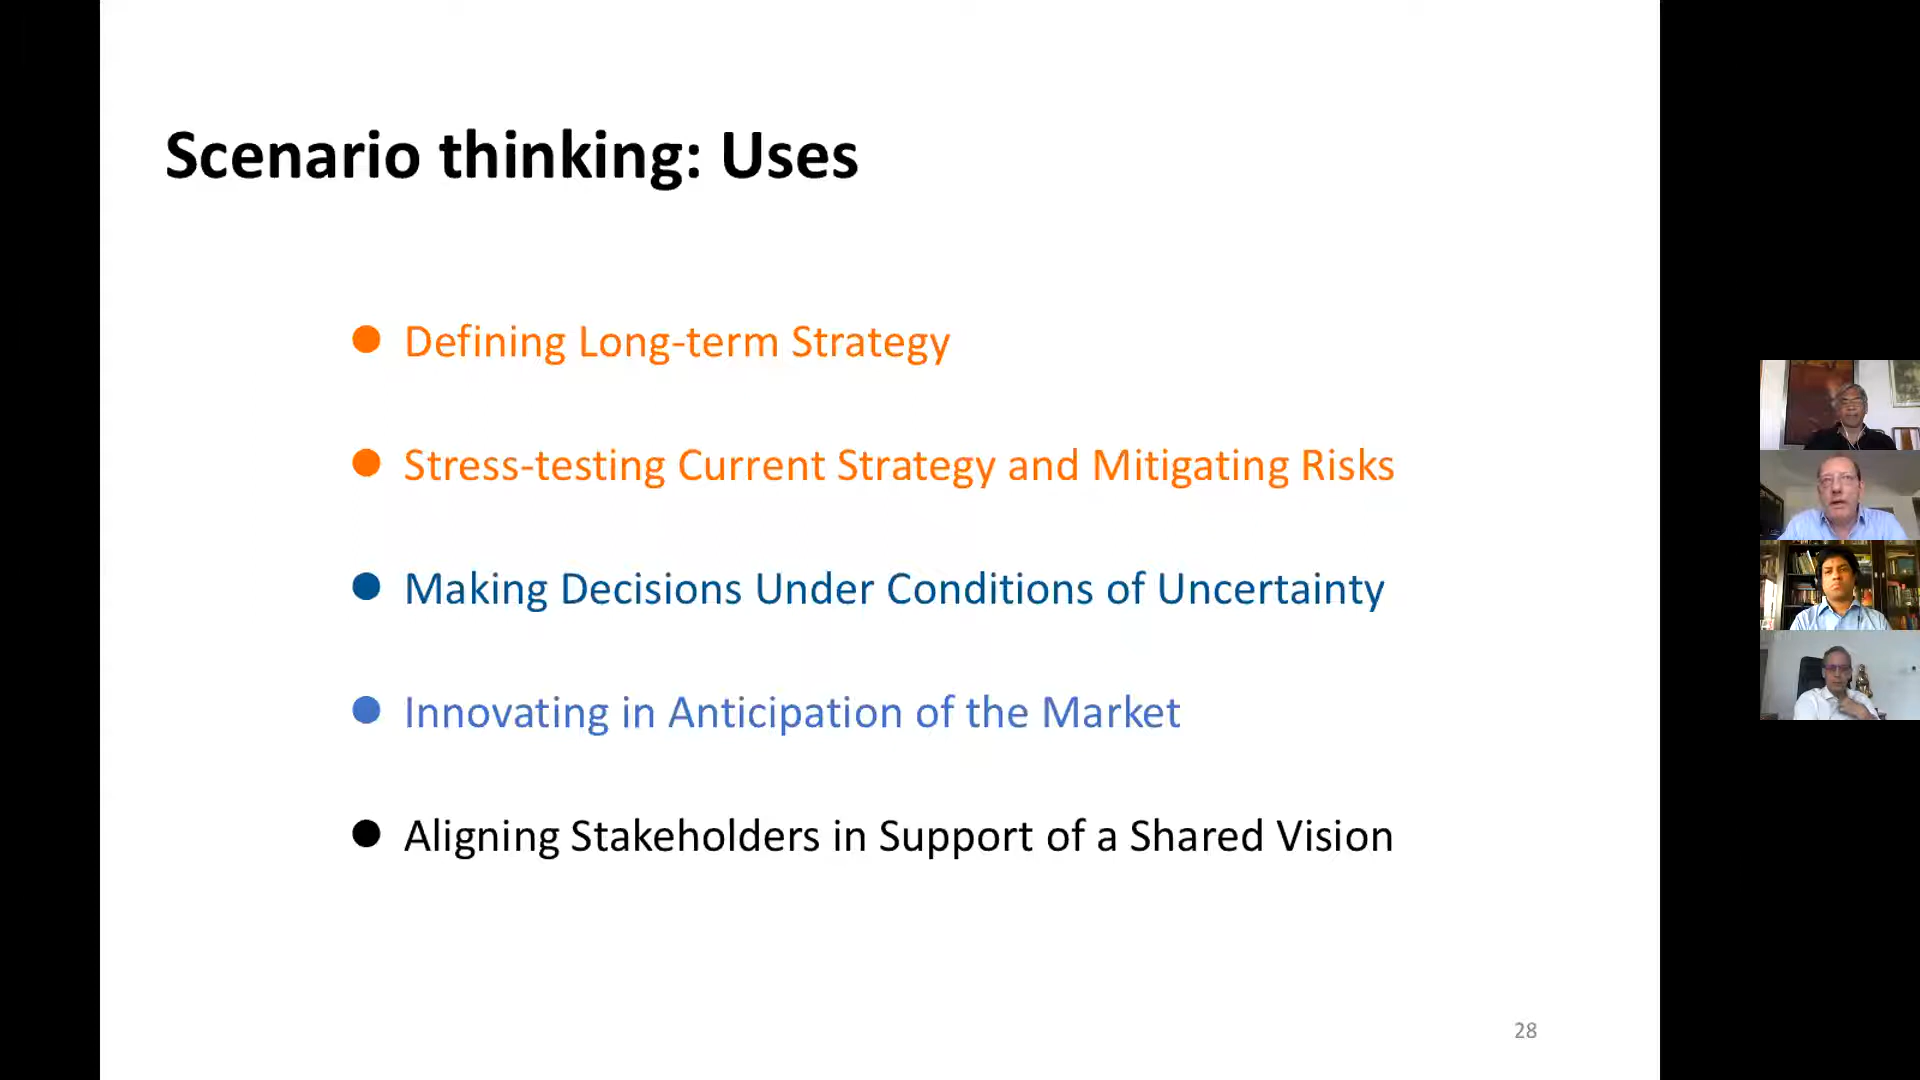 Scenario thinking: Uses
● Defining Long-term Strategy
● Stress-testing Current Strategy and Mitigating Risks
● Making Decisions Under Conditions of Uncertainty
● Innovating in Anticipation of the Market
● Aligning Stakeholders in Support of a Shared Vision
28